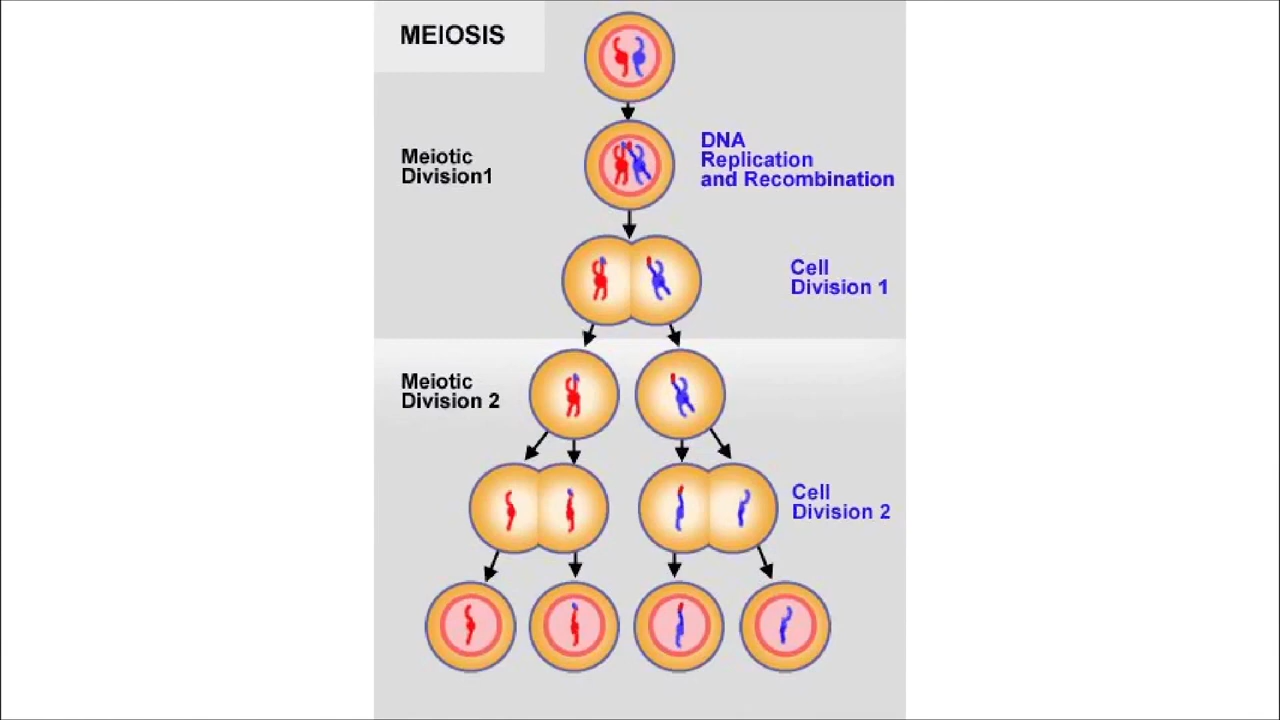 MEIOSIS
Meiotic
Division1
DNA
Replication
and Recombination
Cell
Division 1
Meiotic
Division 2
Cell
Division 2